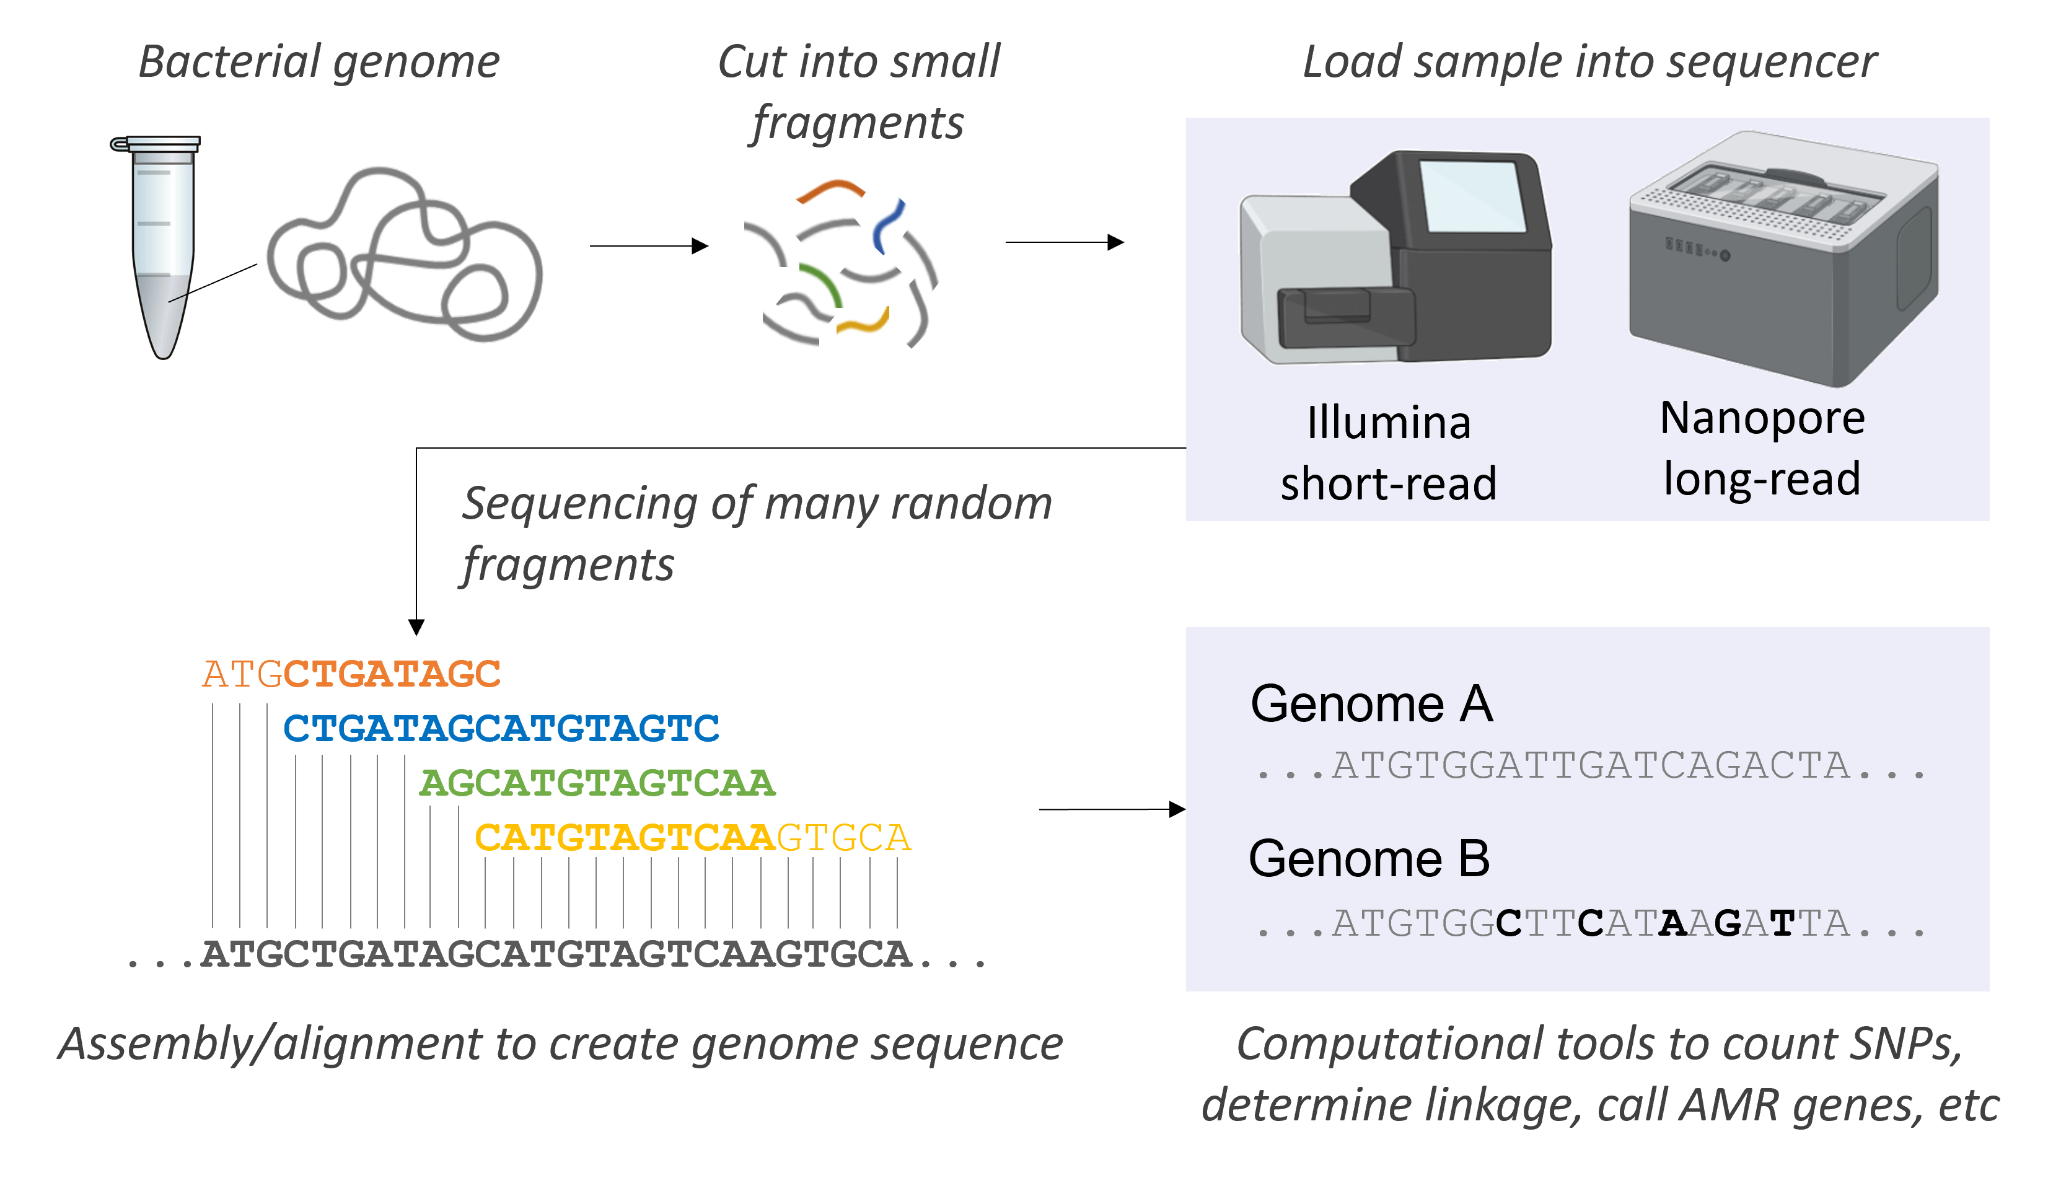 Bacterial genome
Cut into small
fragments
Load sample into sequencer
Illumina
short-read
Nanopore
long-read
Sequencing of many random
fragments
ATGCTGATAGC
CTGATAGCATGTAGTC
AGCATGTAGTCAA
CATGTAGTCAAGTGCA
...ATGCTGATAGCATGTAGTCAAGTGCA...
Assembly/alignment to create genome sequence
Genome A
...ATGTGGATTGATCAGACTA...
Genome B
...ATGTGGCTTCATAAGATTA...
Computational tools to count SNPs,
determine linkage, call AMR genes, etc